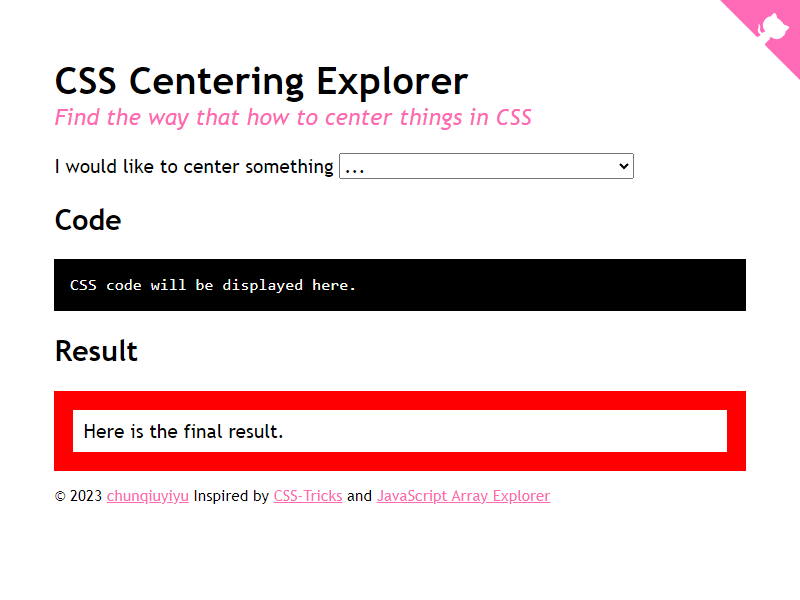 CSS Centering Explorer
Find the way that how to center things in CSS
I would like to center something ...
Code
CSS code will be displayed here.
Result
Here is the final result.
© 2023 chunqiuyiyu Inspired by CSS-Tricks and JavaScript Array Explorer